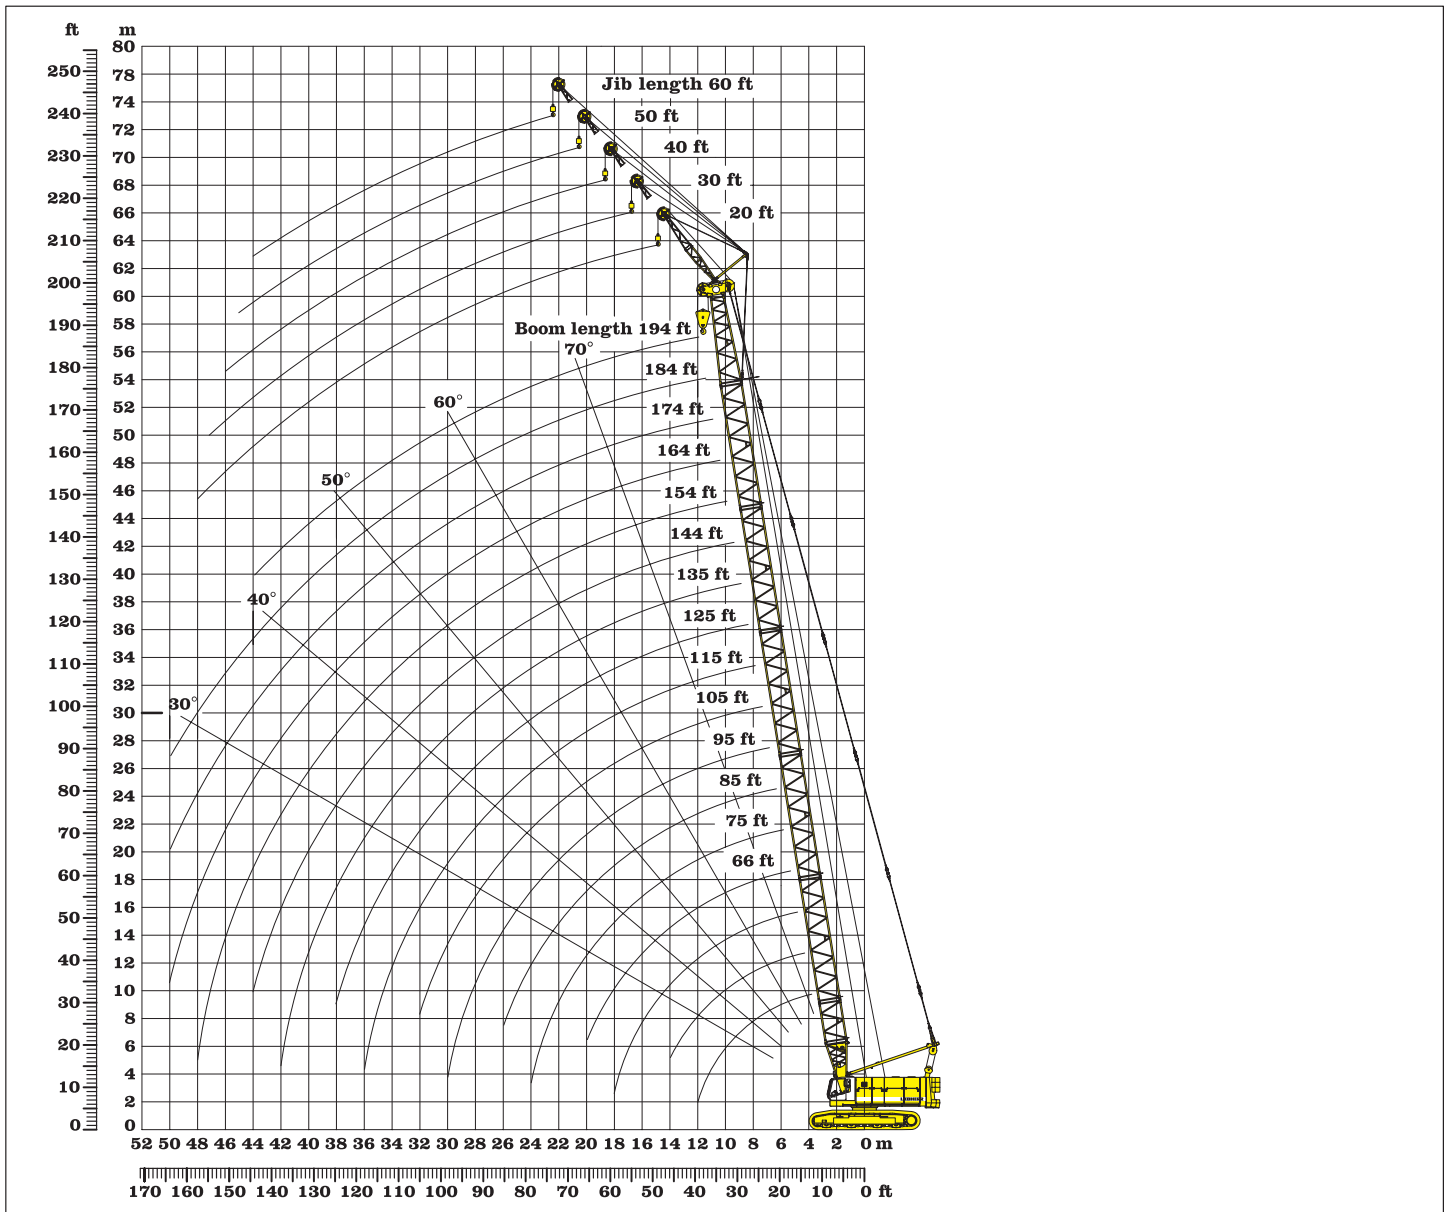 ft m
80
250 78
Jib length 60 ft
240 74
50 ft
72
40 ft
230 70
30 ft
220 68
20 ft
66
210 64
62
200 60
190 58
Boom length 194 ft
70°
56
180 54
184 ft
60°
170 52
174 ft
50
160 48
164 ft
50°
150 46
154 ft
44
140 42
144 ft
130 40
135 ft
40°
38
120 36
125 ft
110 34
115 ft
32
100 30
30°
105 ft
90 28
95 ft
26
80 24
85 ft
22
75 ft
20
66 ft
60 18
50 16
14
40 12
30 10
8
20 6
10 4
2
0 0
52 50 48 46 44 42 40 38 36 34 32 30 28 26 24 22 20 18 16 14 12 10 8 6 4 2 0 m
170 160 150 140 130 120 110 100 90 80 70 60 50 40 30 20 10 0 ft